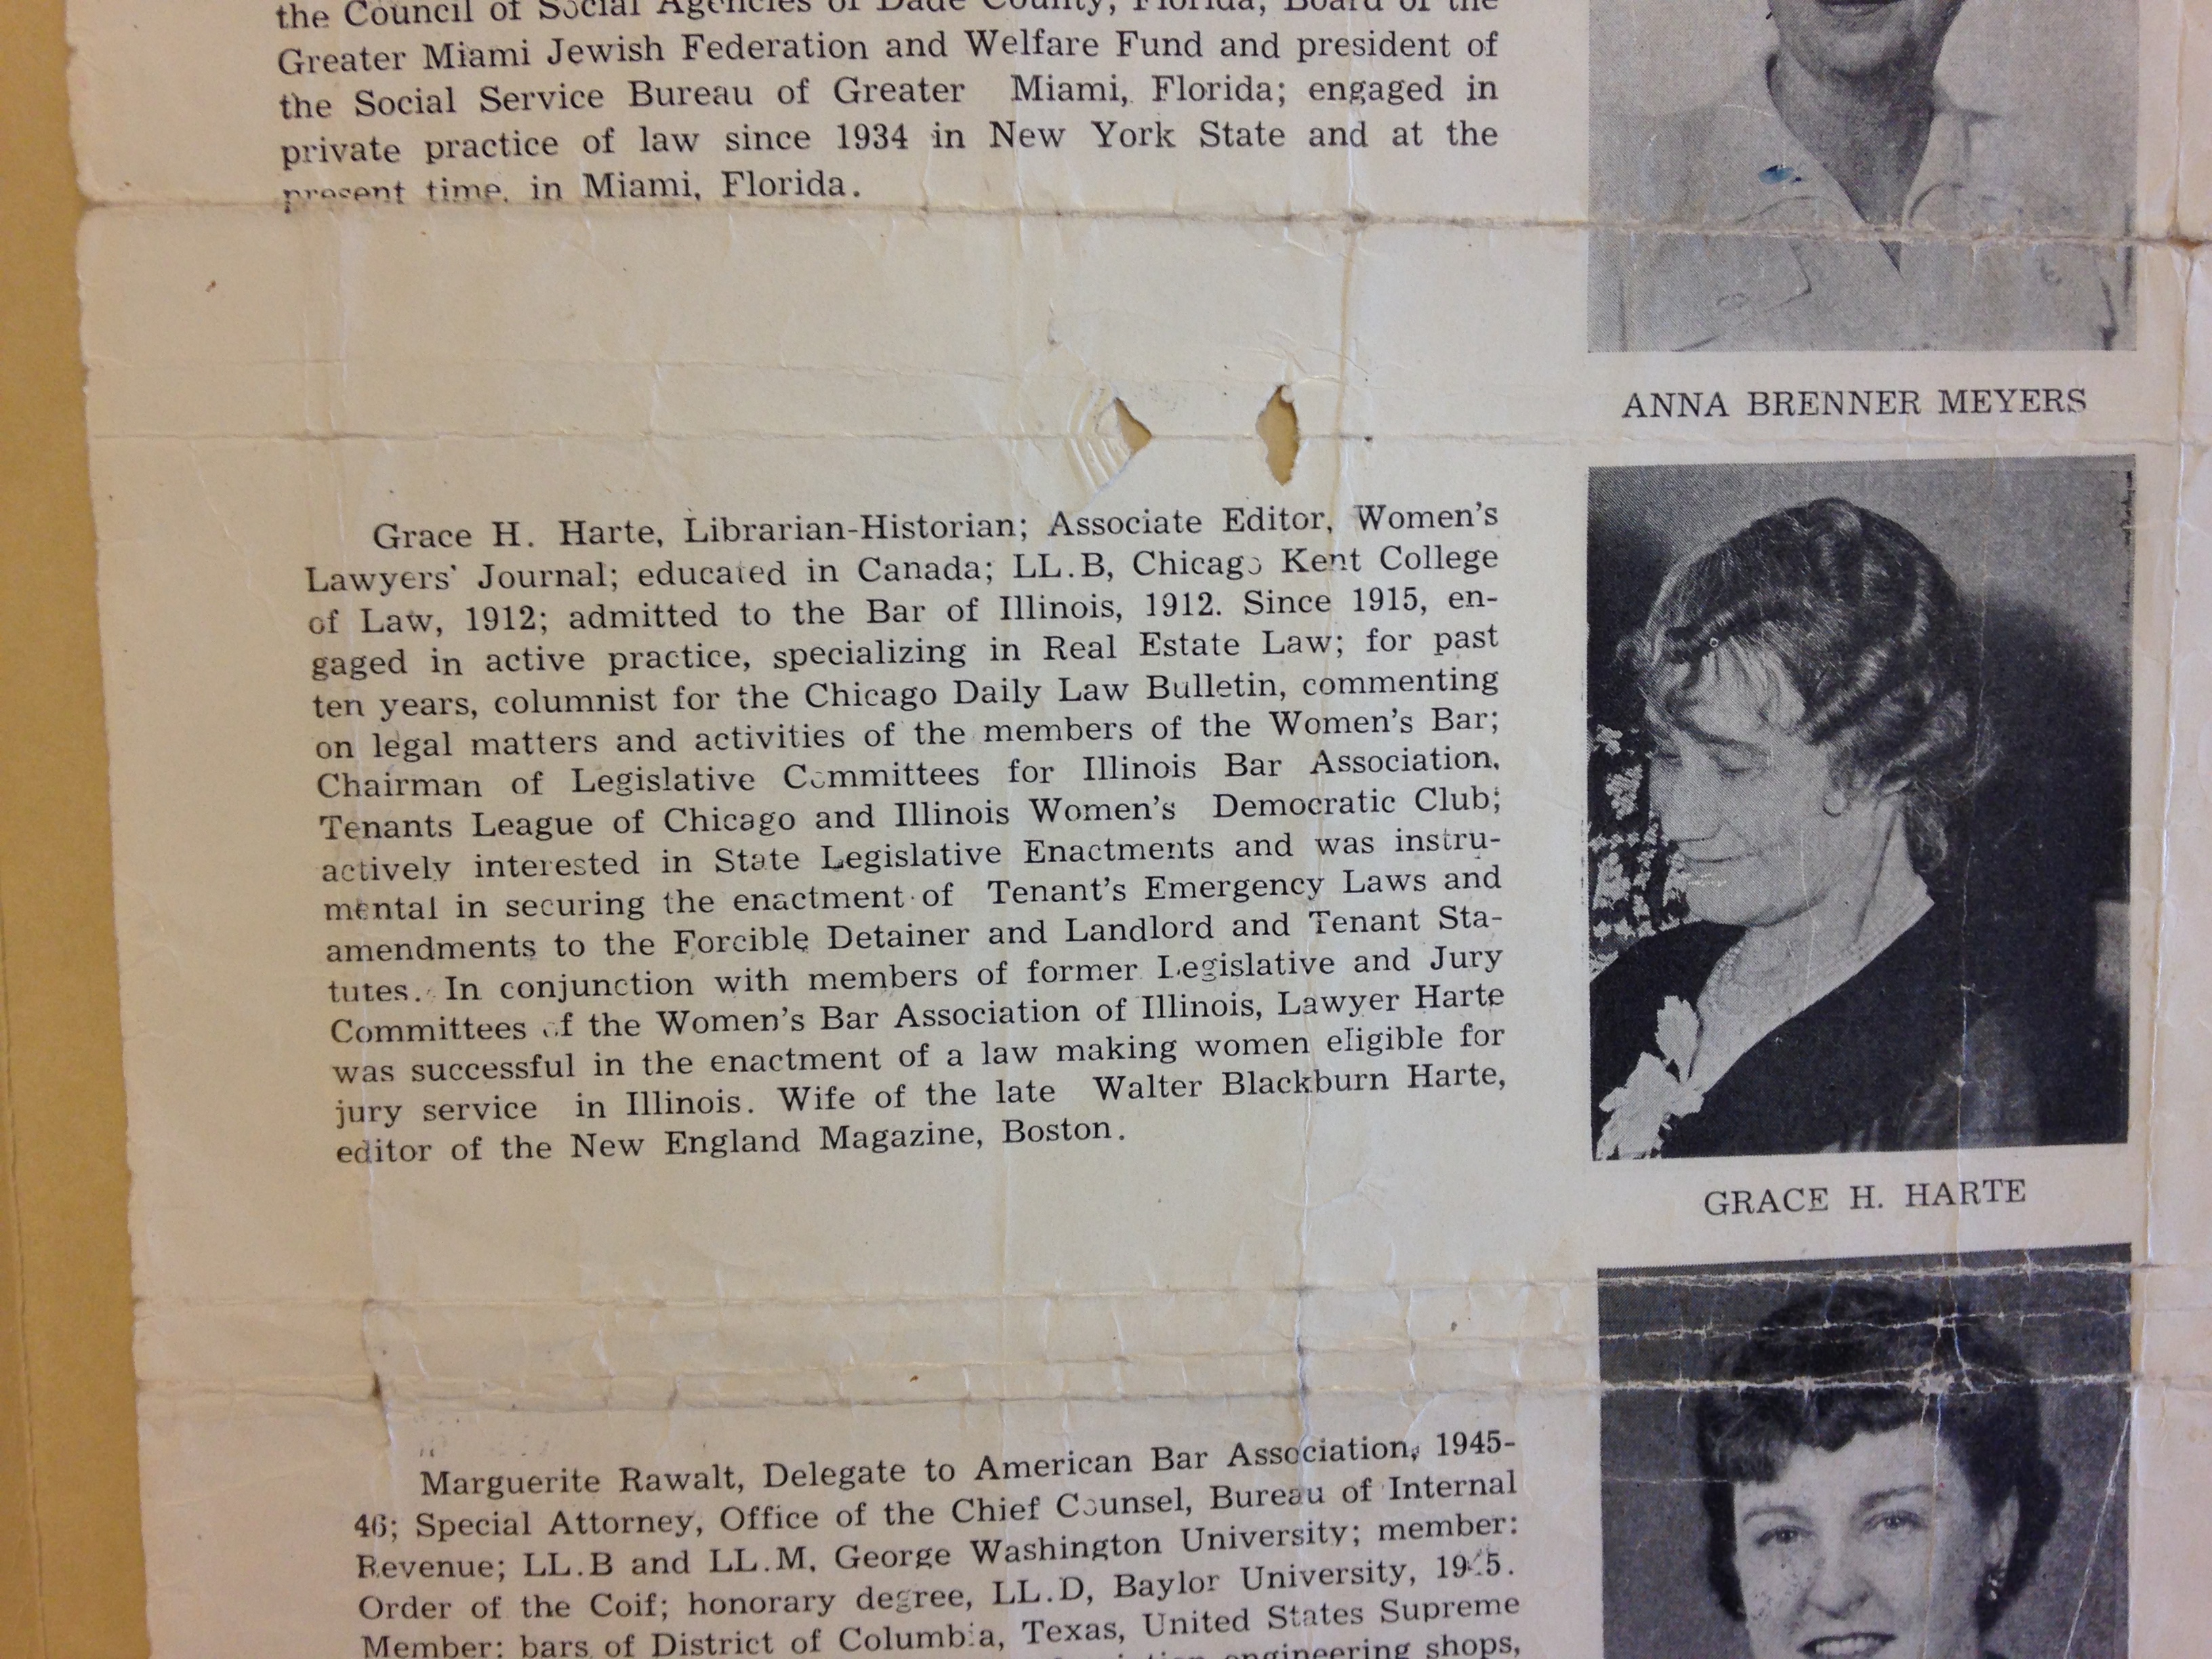 the Council of Social Agencies of Dade County, Florida, Board of the
Greater Miami Jewish Federation and Welfare Fund and president of
the Social Service Bureau of Greater Miami, Florida; engaged in
private practice of law since 1934 in New York State and at the
present time, in Miami, Florida.
ANNA BRENNER MEYERS
Grace H. Harte, Librarian-Historian; Associate Editor, Women's
Lawyers' Journal; educated in Canada; LL.B, Chicago Kent College
of Law, 1912; admitted to the Bar of Illinois, 1912. Since 1915, en-
gaged in active practice, specializing in Real Estate Law; for past
ten years, columnist for the Chicago Daily Law Bulletin, commenting
on legal matters and activities of the members of the Women's Bar;
Chairman of Legislative Committees for Illinois Bar Association,
Tenants League of Chicago and Illinois Women's Democratic Club;
actively interested in State Legislative Enactments and was instru-
mental in securing the enactment of Tenant's Emergency Laws and
amendments to the Forcible Detainer and Landlord and Tenant Sta-
tutes. In conjunction with members of former Legislative and Jury
Committees of the Women's Bar Association of Illinois, Lawyer Harte
was successful in the enactment of a law making women eligible for
jury service in Illinois. Wife of the late Walter Blackburn Harte,
editor of the New England Magazine, Boston.
GRACE H. HARTE
Marguerite Rawalt, Delegate to American Bar Association, 1945-
46; Special Attorney, Office of the Chief Counsel, Bureau of Internal
Revenue; LL.B and LL.M, George Washington University; member:
Order of the Coif; honorary degree, LL.D, Baylor University,
Member: bars of District of Columbia, Texas, United States Supreme
engineering shops,